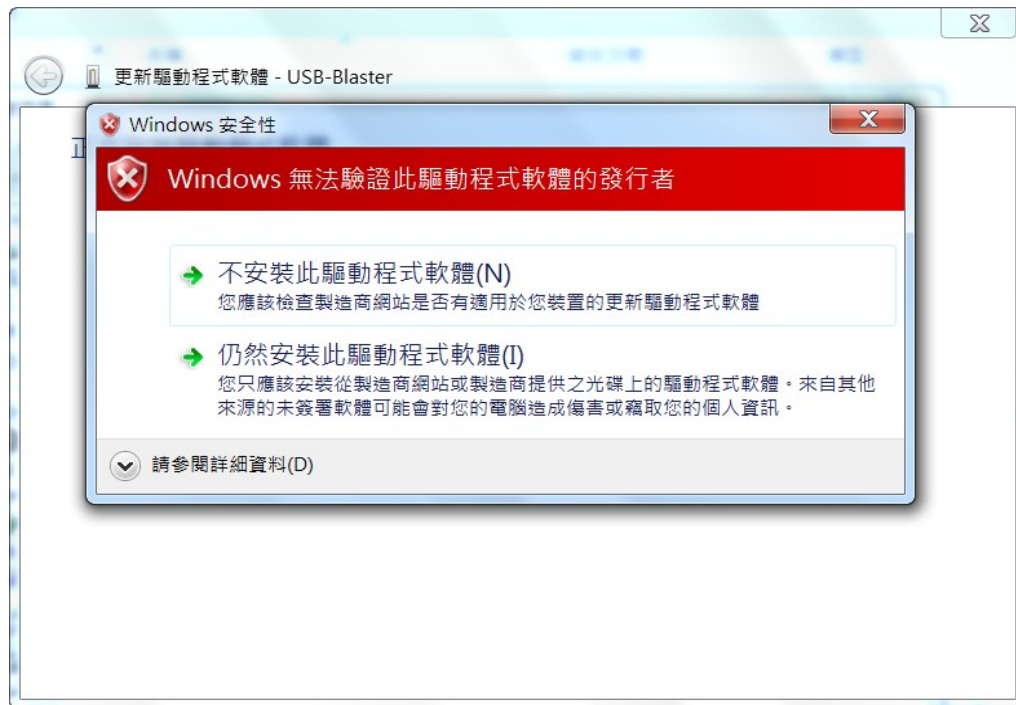 更新驅動程式軟體 - USB-Blaster
Windows 安全性
Windows 無法驗證此驅動程式軟體的發行者
不安裝此驅動程式軟體(N)
您應該檢查製造商網站是否有適用於您裝置的更新驅動程式軟體
仍然安裝此驅動程式軟體(I)
您只應該安裝從製造商網站或製造商提供之光碟上的驅動程式軟體。來自其他
來源的未簽署軟體可能會對您的電腦造成傷害或竊取您的個人資訊。
請參閱詳細資料(D)